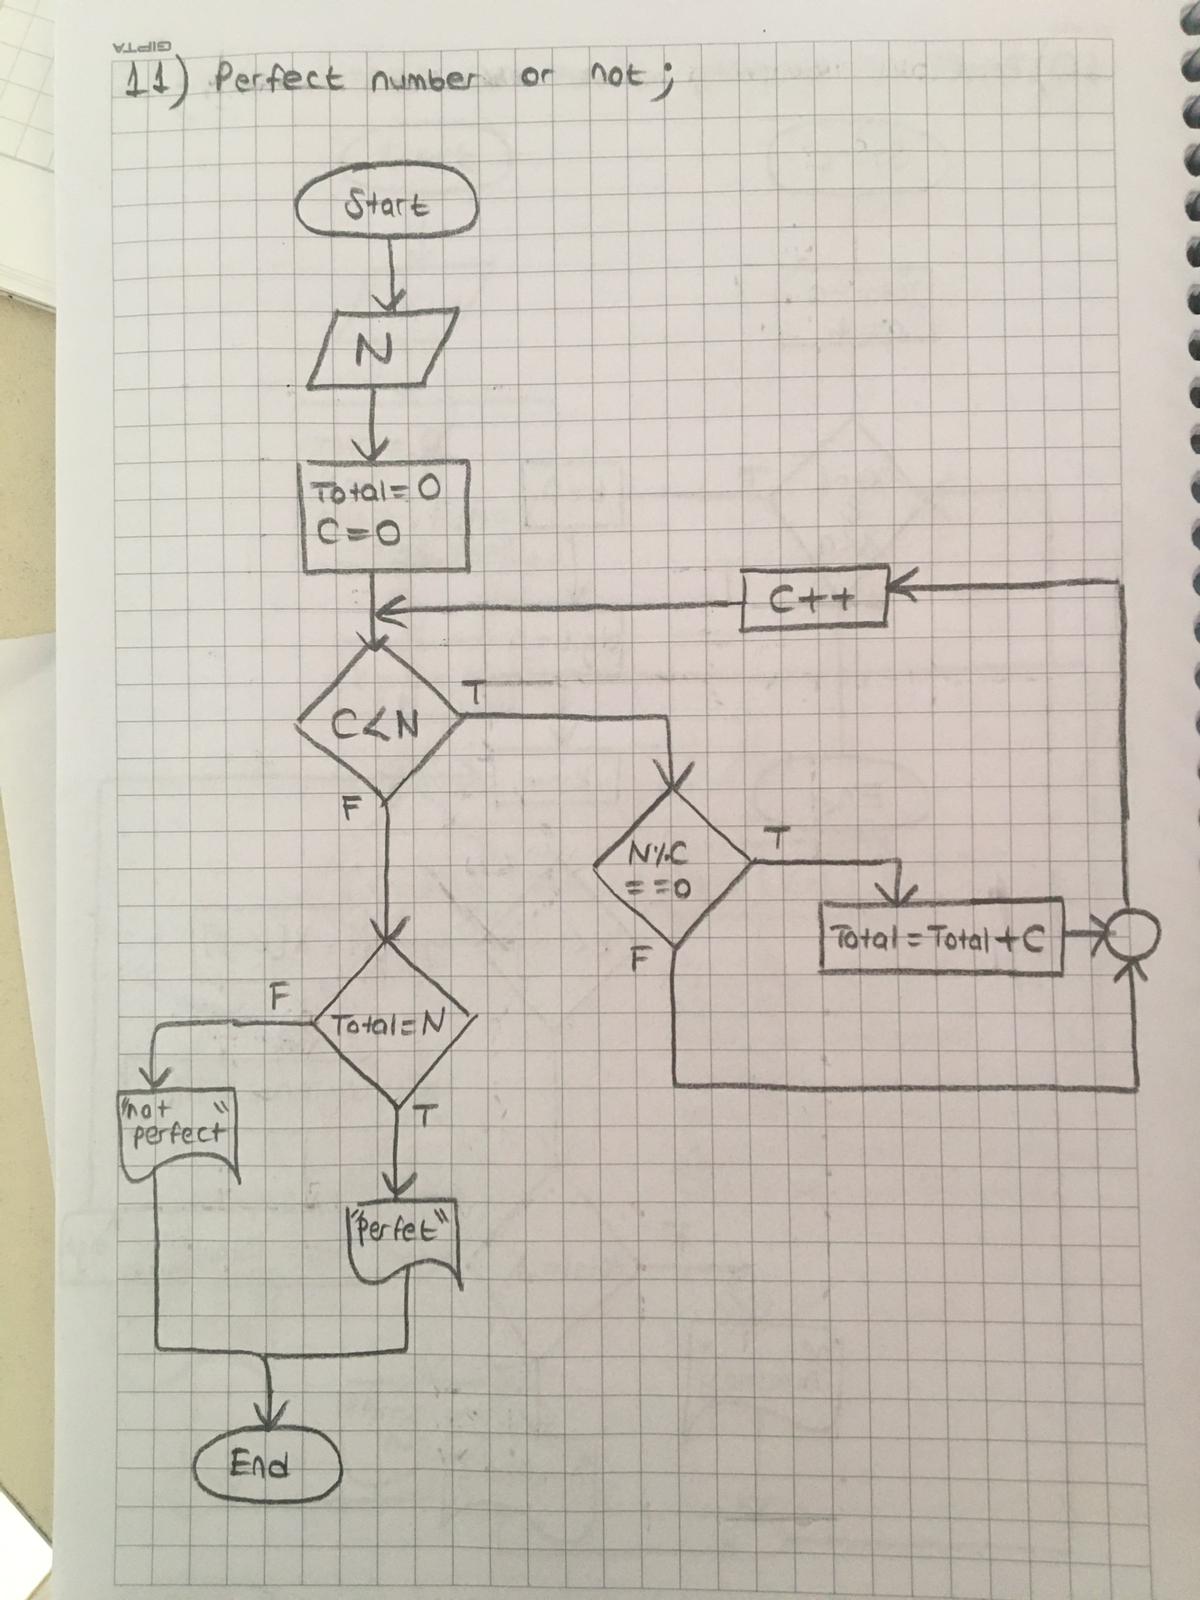 GIPTA
11) Perfect number or not;
Start
N
Total=0
C=0
C++
C<N
T
F
N%C
==0
T
F
Total=Total+C
Total=N
F
T
"not
perfect"
"perfet"
End